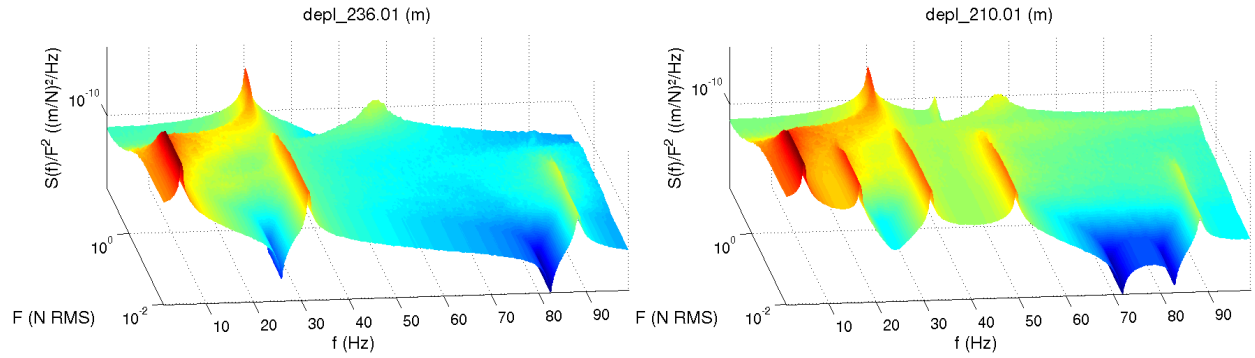 depl_236.01 (m)
S(f)/F² ((m/N)²/Hz)
10⁻¹⁰
10⁰
10⁻²
F (N RMS)
10 20 30 40 50 60 70 80 90
f (Hz)
depl_210.01 (m)
S(f)/F² ((m/N)²/Hz)
10⁻¹⁰
10⁰
10⁻²
F (N RMS)
10 20 30 40 50 60 70 80 90
f (Hz)